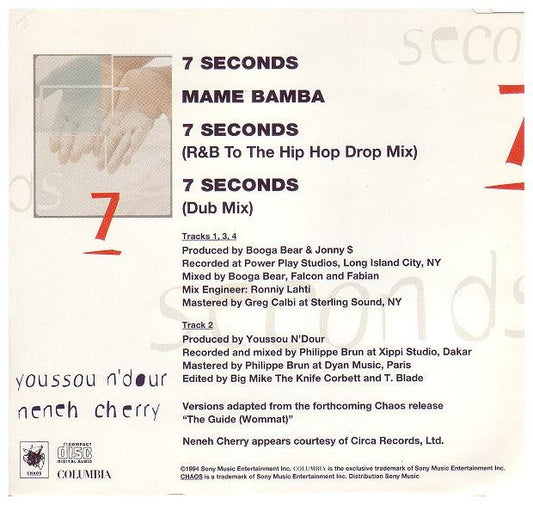 seco
7 SECONDS
MAME BAMBA
7 SECONDS
(R&B To The Hip Hop Drop Mix)
7 SECONDS
(Dub Mix)
7
7
ds
seconds
Tracks 1, 3, 4
Produced by Booga Bear & Jonny S
Recorded at Power Play Studios, Long Island City, NY
Mixed by Booga Bear, Falcon and Fabian
Mix Engineer: Ronniy Lahti
Mastered by Greg Calbi at Sterling Sound, NY
Track 2
Produced by Youssou N'Dour
Recorded and mixed by Philippe Brun at Xippi Studio, Dakar
Mastered by Philippe Brun at Dyan Music, Paris
Edited by Big Mike The Knife Corbett and T. Blade
youssou n'dour
neneh cherry
Versions adapted from the forthcoming Chaos release
"The Guide (Wommat)"
Neneh Cherry appears courtesy of Circa Records, Ltd.
CHAOS
COMPACT
disc
DIGITAL AUDIO
COLUMBIA
©1994 Sony Music Entertainment Inc. COLUMBIA is the exclusive trademark of Sony Music Entertainment Inc.
CHAOS is a trademark of Sony Music Entertainment Inc. Distribution Sony Music